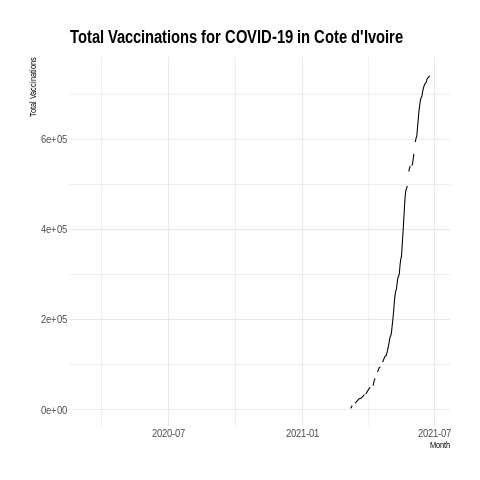 Total Vaccinations for COVID-19 in Cote d'Ivoire
Total Vaccinations
6e+05
4e+05
2e+05
0e+00
2020-07 2021-01 2021-07
Month